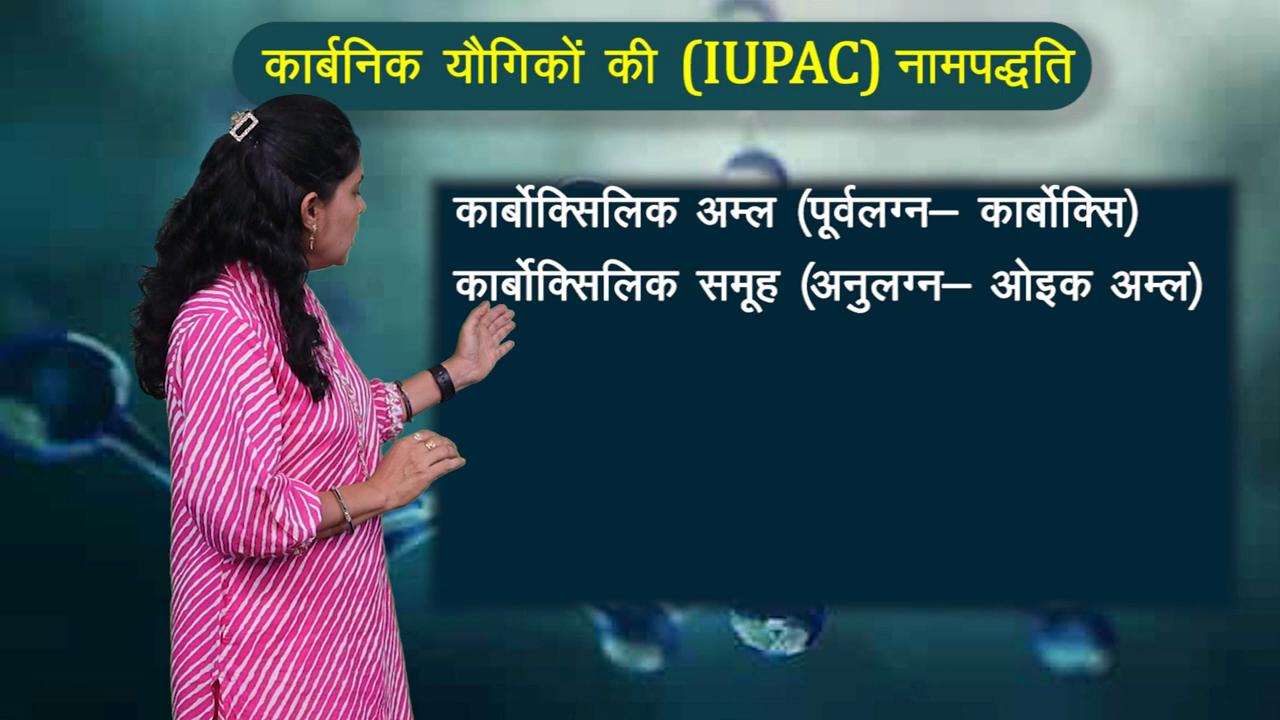 कार्बनिक यौगिकों की (IUPAC) नामपद्धति
कार्बोक्सिलिक अम्ल (पूर्वलग्न– कार्बोक्सि)
कार्बोक्सिलिक समूह (अनुलग्न– ओइक अम्ल)